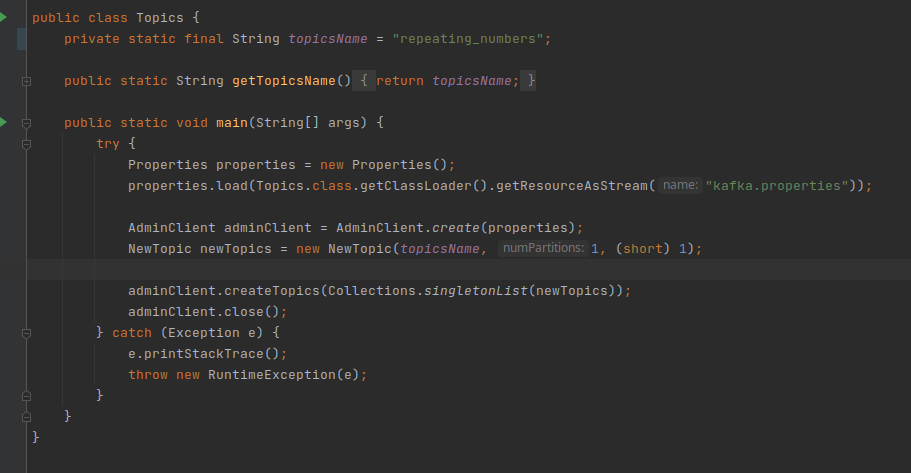 public class Topics {
    private static final String topicsName = "repeating_numbers";
    public static String getTopicsName() { return topicsName; }
    public static void main(String[] args) {
        try {
            Properties properties = new Properties();
            properties.load(Topics.class.getClassLoader().getResourceAsStream( name: "kafka.properties"));
            AdminClient adminClient = AdminClient.create(properties);
            NewTopic newTopics = new NewTopic(topicsName, numPartitions: 1, (short) 1);
            adminClient.createTopics(Collections.singletonList(newTopics));
            adminClient.close();
        } catch (Exception e) {
            e.printStackTrace();
            throw new RuntimeException(e);
        }
    }
}